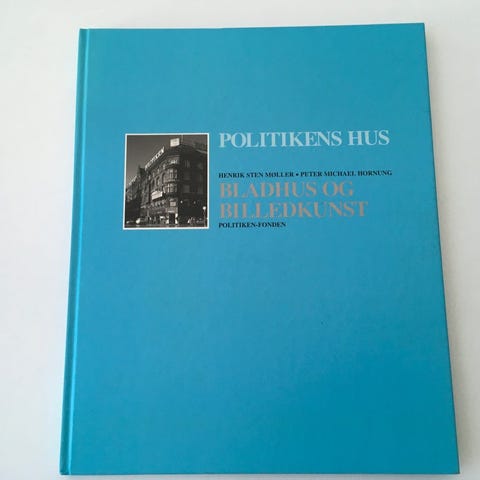 POLITIKENS HUS
HENRIK STEN MØLLER • PETER MICHAEL HORNUNG
BLADHUS OG
BILLEDKUNST
POLITIKEN-FONDEN